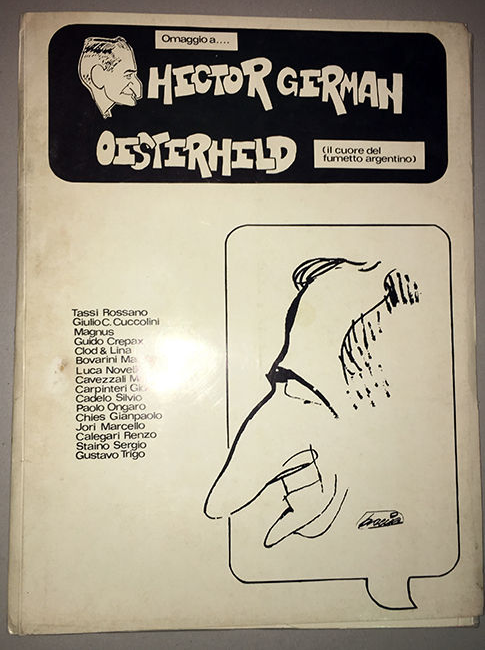 Omaggio a....
HECTOR GERMAN
OESTERHELD
(il cuore del
fumetto argentino)
Tassi Rossano
Giulio C. Cuccolini
Magnus
Guido Crepax
Clod & Lina
Bovarini
Luca Novelli
Cavezzali
Carpinteri
Cadelo Silvio
Paolo Ongaro
Chies Gianpaolo
Jori Marcello
Calegari Renzo
Staino Sergio
Gustavo Trigo